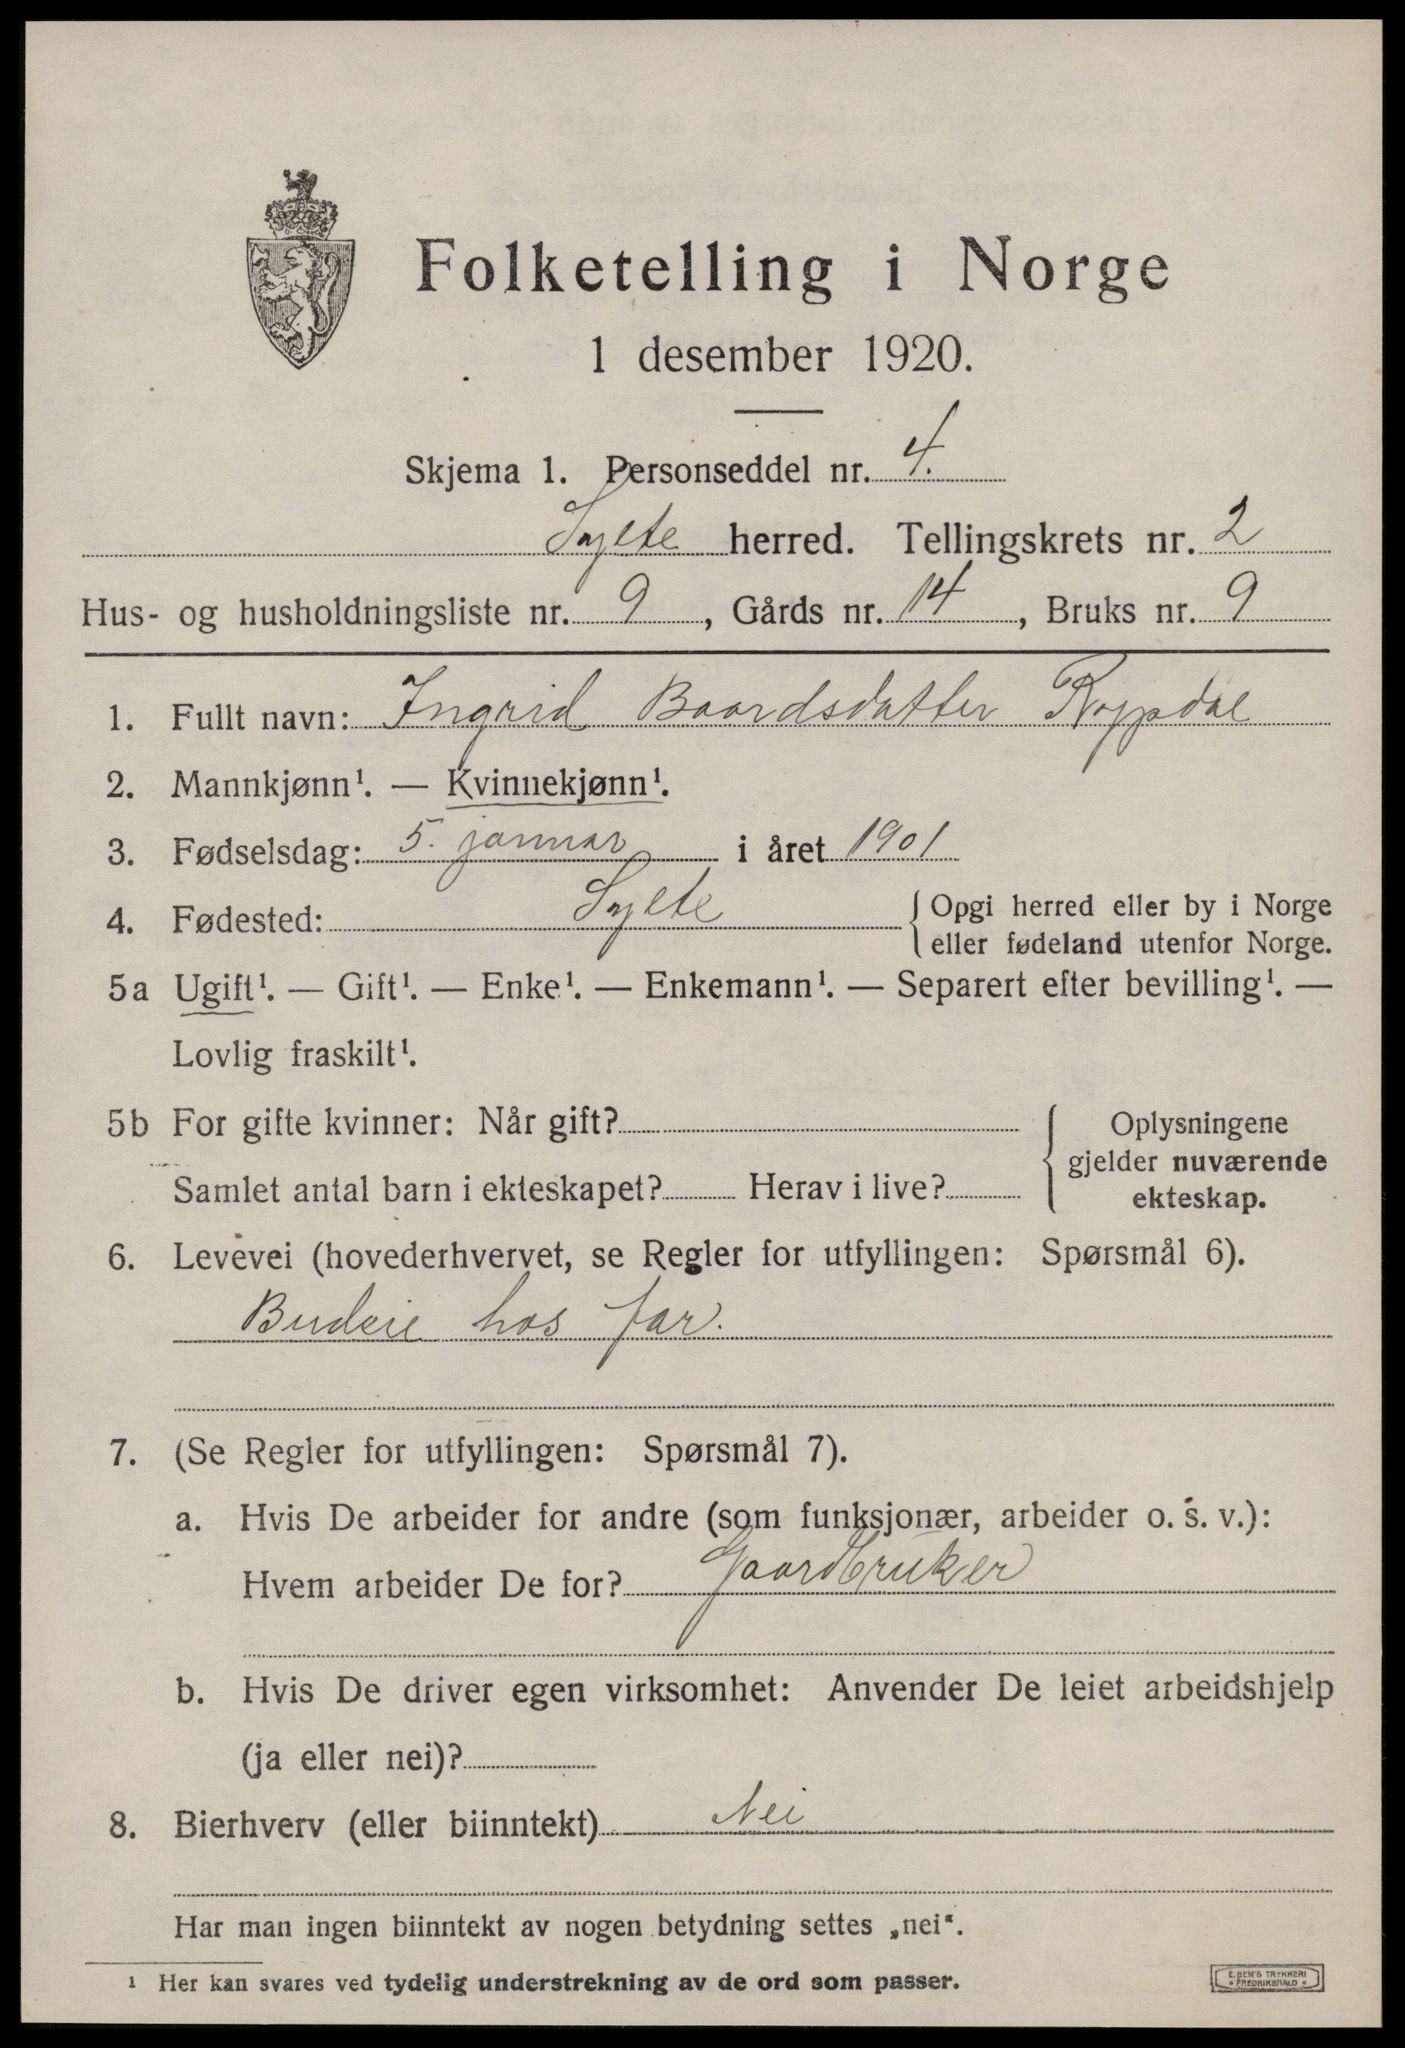 Folketelling i Norge
1 desember 1920.
Skjema 1. Personseddel nr. 4.
Sylte herred. Tellingskrets nr. 2
Hus- og husholdningsliste nr. 9, Gårds nr. 14, Bruks nr. 9
1. Fullt navn: Ingrid Baardsdatter Rypdal
2. Mannkjønn¹. — Kvinnekjønn¹.
3. Fødselsdag: 5. januar i året 1901
4. Fødested: Sylte { Opgi herred eller by i Norge
eller fødeland utenfor Norge.
5a Ugift¹. — Gift¹. — Enke¹. — Enkemann¹. — Separert efter bevilling¹. —
Lovlig fraskilt¹.
5b For gifte kvinner: Når gift? { Oplysningene
gjelder nuværende
ekteskap.
Samlet antal barn i ekteskapet? Herav i live?
6. Levevei (hovederhvervet, se Regler for utfyllingen: Spørsmål 6).
Budeie hos far.
7. (Se Regler for utfyllingen: Spørsmål 7).
a. Hvis De arbeider for andre (som funksjonær, arbeider o. s. v.):
Hvem arbeider De for? Gaardbruker
b. Hvis De driver egen virksomhet: Anvender De leiet arbeidshjelp
(ja eller nei)?
8. Bierhverv (eller biinntekt) Nei
Har man ingen biinntekt av nogen betydning settes „nei“.
¹ Her kan svares ved tydelig understrekning av de ord som passer.
E. SEM'S TRYKKERI
* FREDRIKSHALD *